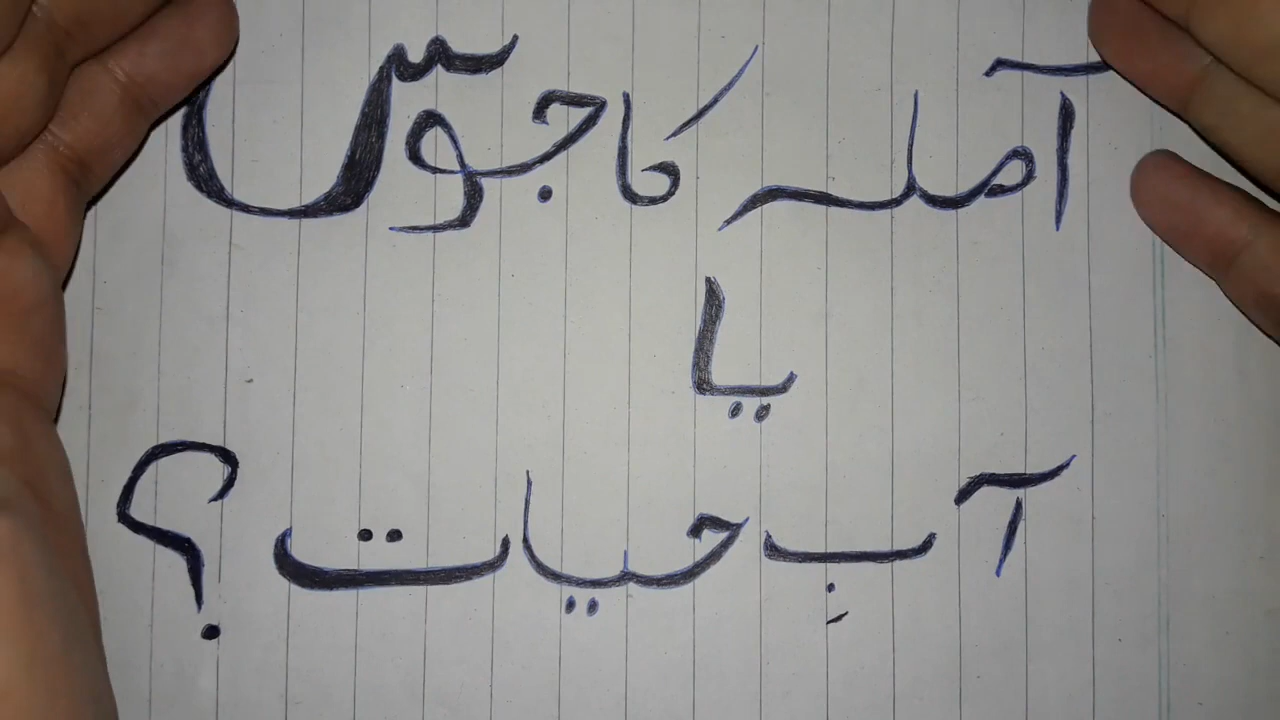 آملہ کا جوس
یا
آبِ حیات؟